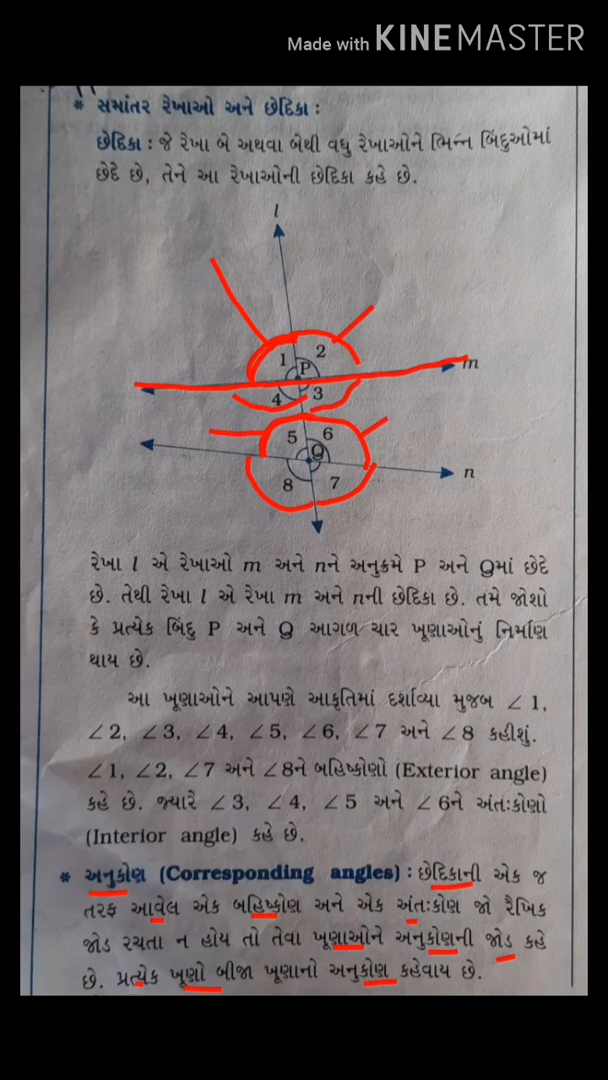 Made with KINEMASTER
* સમાંતર રેખાઓ અને છેદિકા :
છેદિકા : જે રેખા બે અથવા બેથી વધુ રેખાઓને ભિન્ન બિંદુઓમાં
છેદે છે, તેને આ રેખાઓની છેદિકા કહે છે.
l
1 2
P
m
4 3
5 6
Q
n
8 7
રેખા l એ રેખાઓ m અને nને અનુક્રમે P અને Qમાં છેદે
છે. તેથી રેખા l એ રેખા m અને nની છેદિકા છે. તમે જોશો
કે પ્રત્યેક બિંદુ P અને Q આગળ ચાર ખૂણાઓનું નિર્માણ
થાય છે.
આ ખૂણાઓને આપણે આકૃતિમાં દર્શાવ્યા મુજબ ∠1,
∠2, ∠3, ∠4, ∠5, ∠6, ∠7 અને ∠8 કહીશું.
∠1, ∠2, ∠7 અને ∠8ને બહિષ્કોણો (Exterior angle)
કહે છે. જ્યારે ∠3, ∠4, ∠5 અને ∠6ને અંતઃકોણો
(Interior angle) કહે છે.
* અનુકોણ (Corresponding angles) : છેદિકાની એક જ
તરફ આવેલ એક બહિષ્કોણ અને એક અંતઃકોણ જો રૈખિક
જોડ રચતા ન હોય તો તેવા ખૂણાઓને અનુકોણની જોડ કહે
છે. પ્રત્યેક ખૂણો બીજા ખૂણાનો અનુકોણ કહેવાય છે.